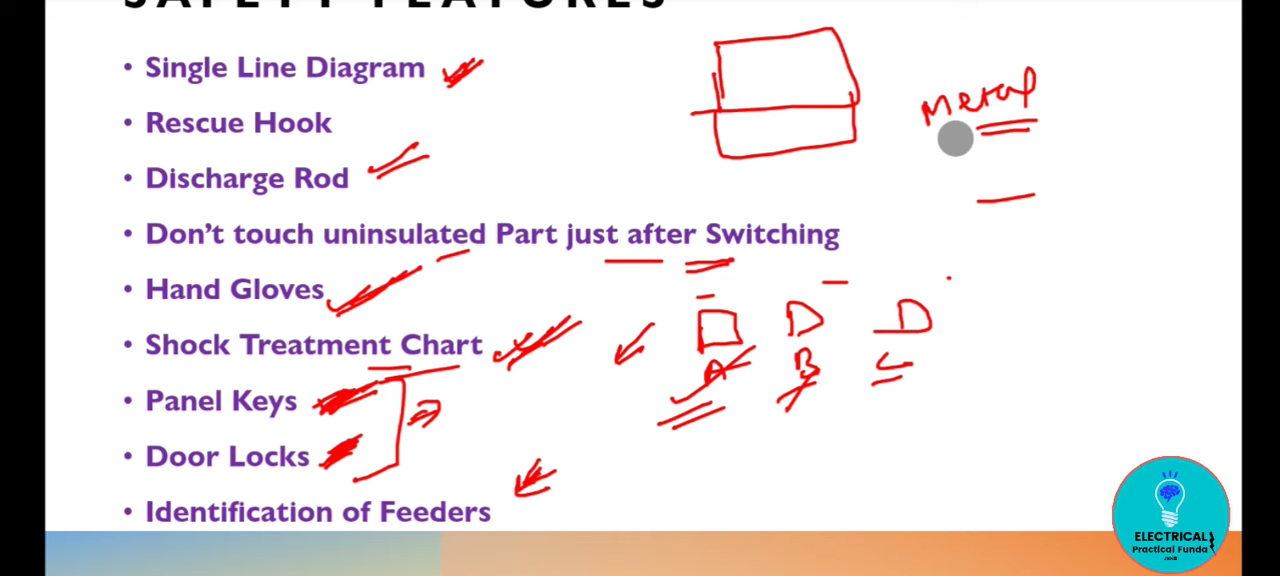 SAFETY FEATURES
• Single Line Diagram
Metal
• Rescue Hook
• Discharge Rod
• Don't touch uninsulated Part just after Switching
• Hand Gloves
• Shock Treatment Chart
A B C
• Panel Keys
• Door Locks
• Identification of Feeders
ELECTRICAL
Practical Funda